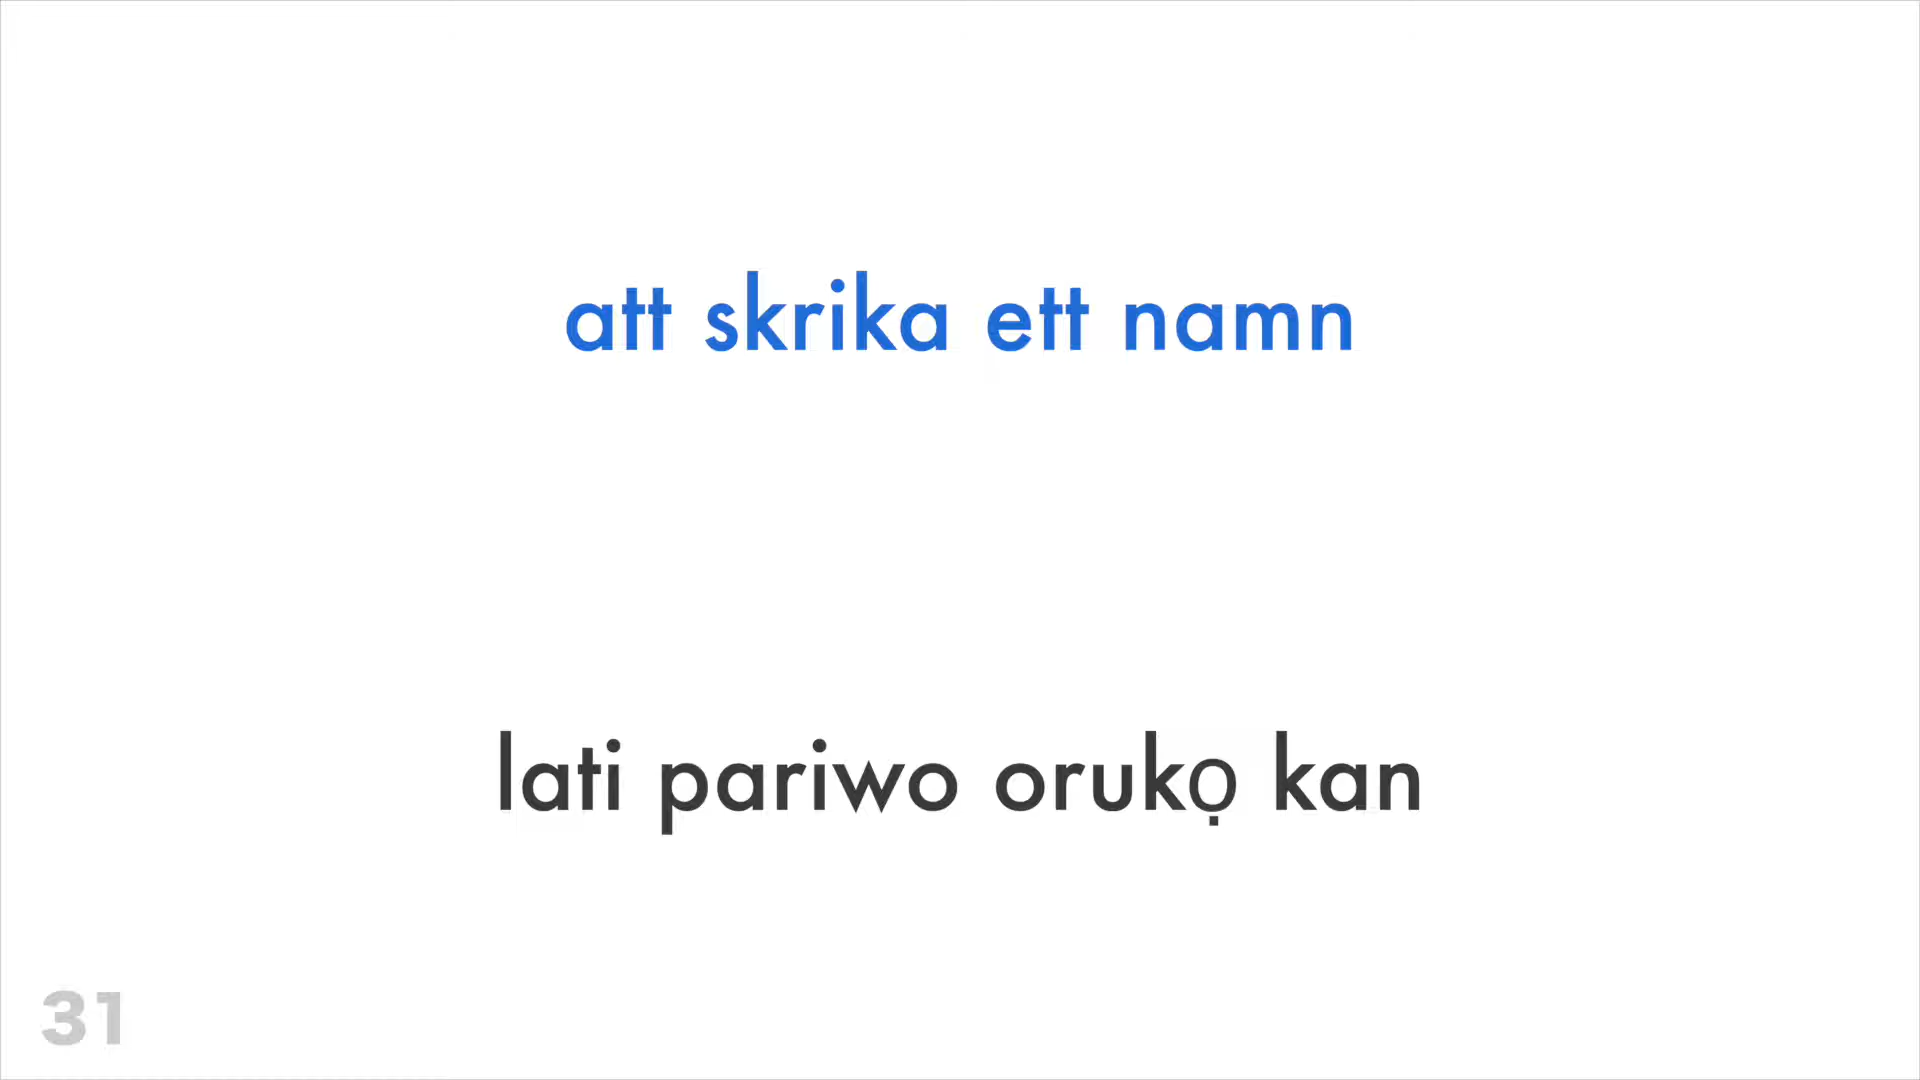 att skrika ett namn
lati pariwo orukọ kan
31